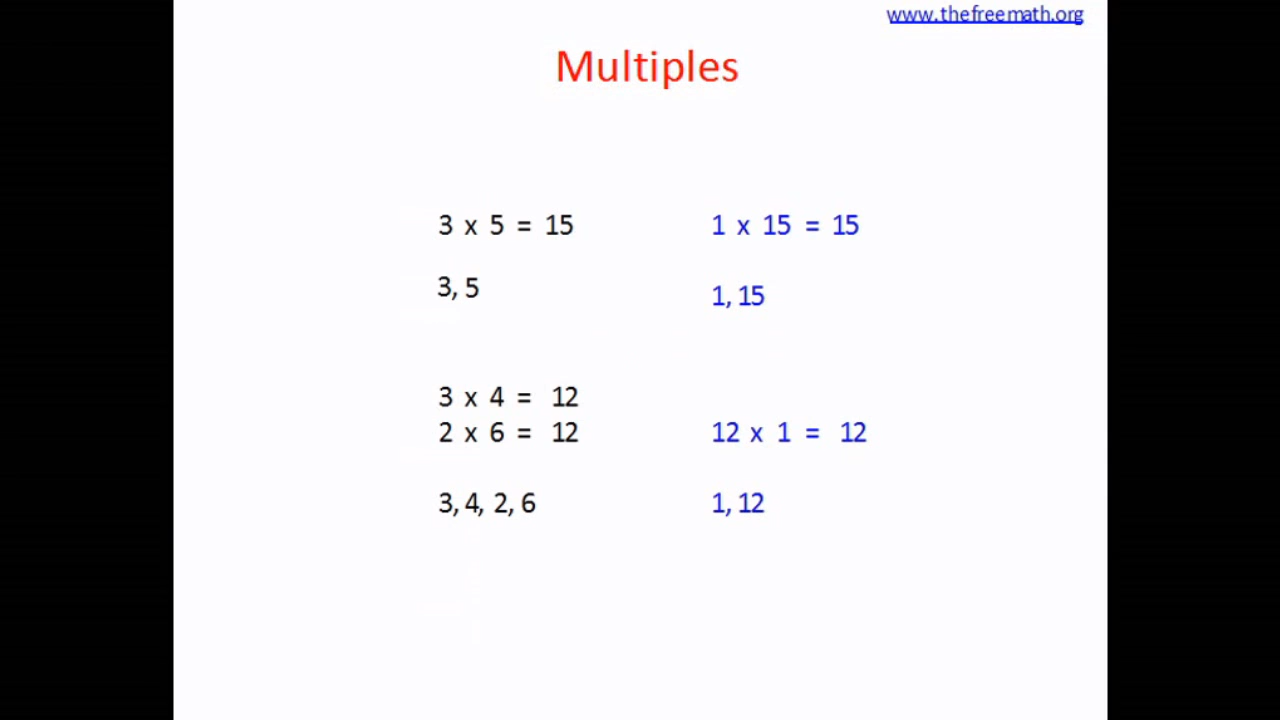 www.thefreemath.org
Multiples
3 x 5 = 15
1 x 15 = 15
3, 5
1, 15
3 x 4 = 12
2 x 6 = 12
12 x 1 = 12
3, 4, 2, 6
1, 12